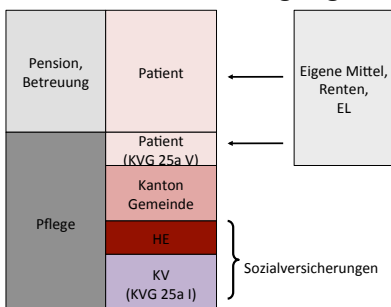 Pension,
Betreuung
Patient
Eigene Mittel,
Renten,
EL
Patient
(KVG 25a V)
Kanton
Gemeinde
Pflege
HE
KV
(KVG 25a I)
Sozialversicherungen